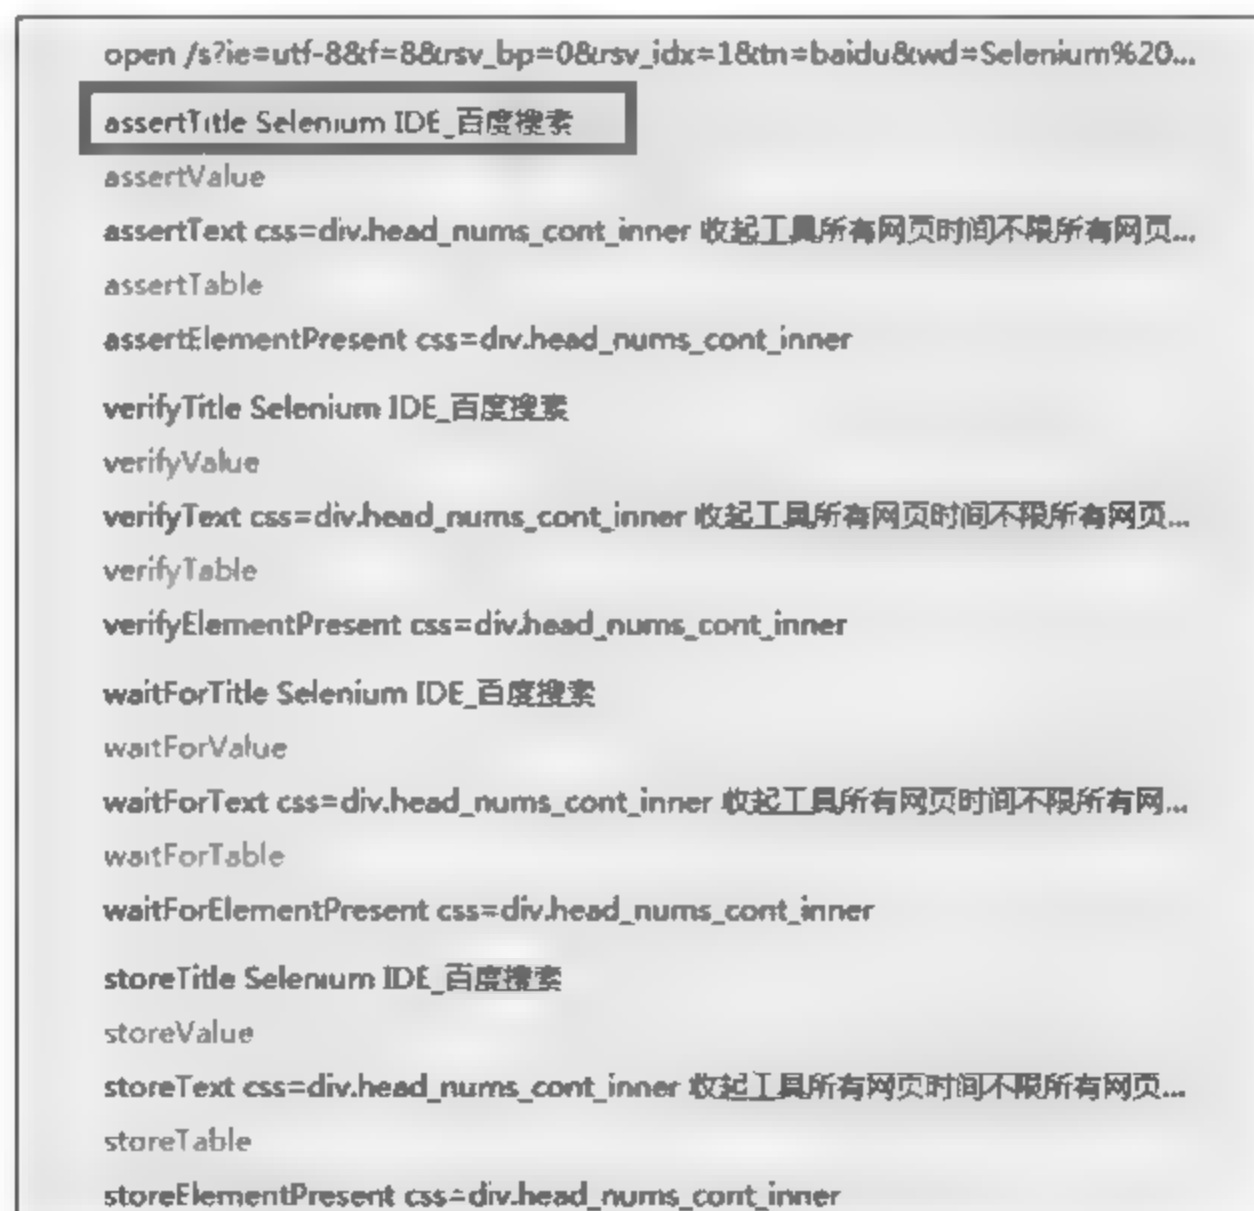 open /s?ie=utf-8&f=8&rsv_bp=0&rsv_idx=1&tn=baidu&wd=Selenium%20...
assertTitle Selenium IDE_百度搜索
assertValue
assertText css=div.head_nums_cont_inner 收起工具所有网页时间不限所有网页...
assertTable
assertElementPresent css=div.head_nums_cont_inner
verifyTitle Selenium IDE_百度搜索
verifyValue
verifyText css=div.head_nums_cont_inner 收起工具所有网页时间不限所有网页...
verifyTable
verifyElementPresent css=div.head_nums_cont_inner
waitForTitle Selenium IDE_百度搜索
waitForValue
waitForText css=div.head_nums_cont_inner 收起工具所有网页时间不限所有网...
waitForTable
waitForElementPresent css=div.head_nums_cont_inner
storeTitle Selenium IDE_百度搜索
storeValue
storeText css=div.head_nums_cont_inner 收起工具所有网页时间不限所有网页...
storeTable
storeElementPresent css=div.head_nums_cont_inner